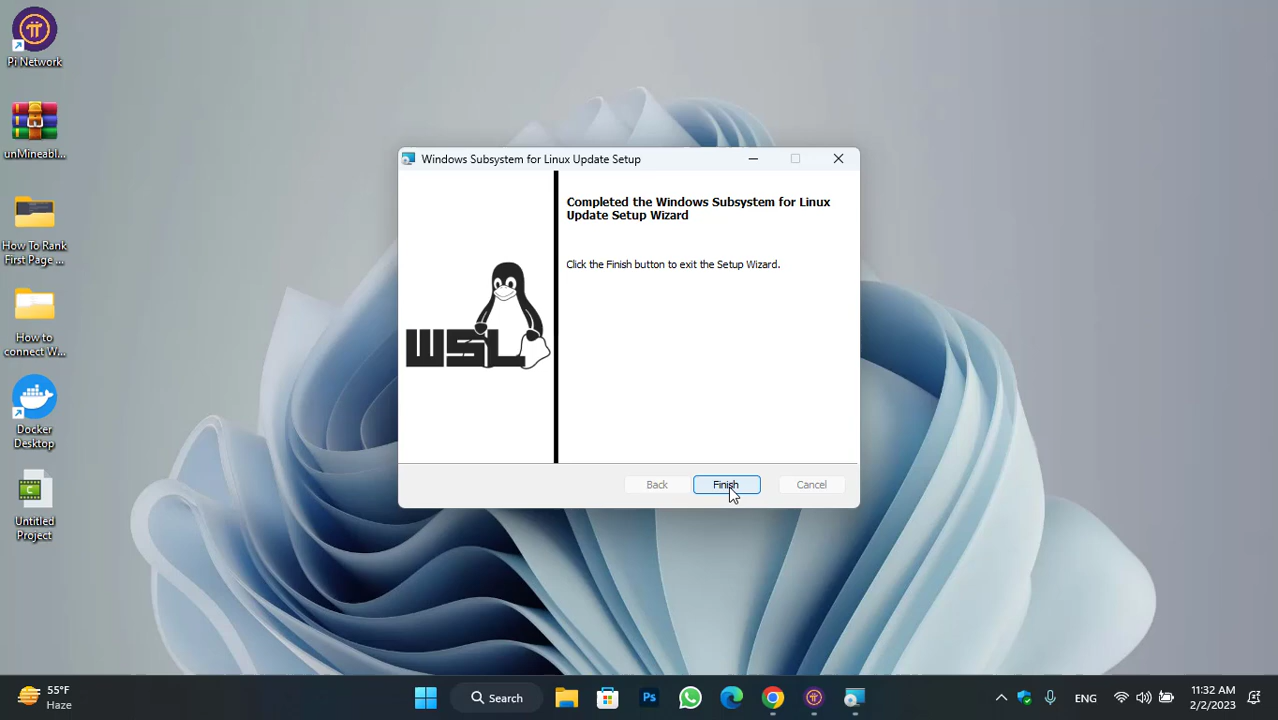 Pi Network
unMineabl...
How To Rank
First Page ...
How to
connect W...
Docker
Desktop
Untitled
Project
Windows Subsystem for Linux Update Setup
Completed the Windows Subsystem for Linux
Update Setup Wizard
Click the Finish button to exit the Setup Wizard.
WSL
Back
Finish
Cancel
55°F
Haze
Search
Ps
ENG
11:32 AM
2/2/2023